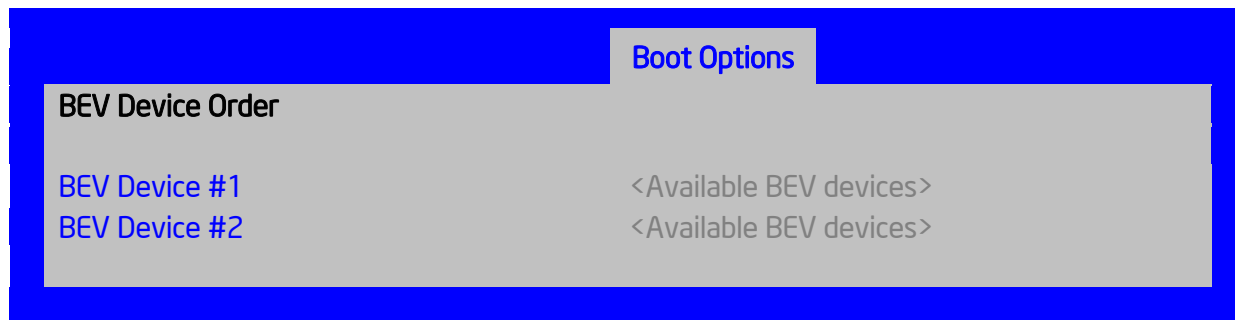 Boot Options
BEV Device Order
BEV Device #1 <Available BEV devices>
BEV Device #2 <Available BEV devices>